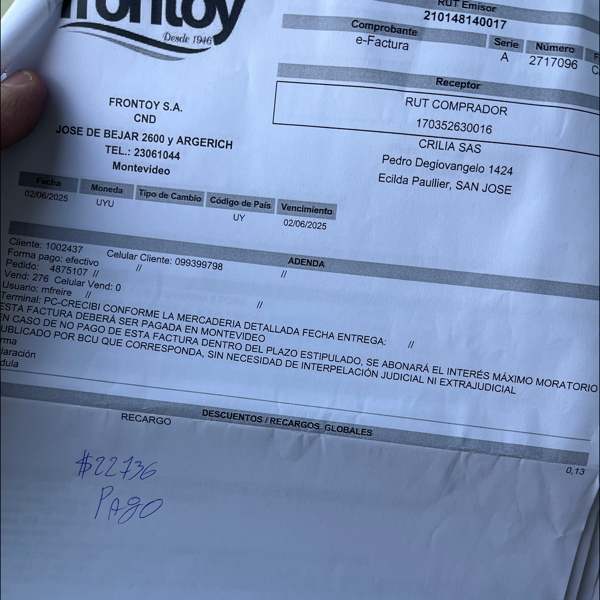 frontoy
Desde 1946
RUT Emisor
210148140017
Comprobante
Serie
Número
e-Factura
A
2717096
Receptor
RUT COMPRADOR
170352630016
CRILIA SAS
Pedro Degiovangelo 1424
Ecilda Paullier, SAN JOSE
FRONTOY S.A.
CND
JOSE DE BEJAR 2600 y ARGERICH
TEL.: 23061044
Montevideo
Fecha Moneda Tipo de Cambio Código de País Vencimiento
02/06/2025 UYU UY 02/06/2025
ADENDA
Cliente: 1002437 Celular Cliente: 099399798 //
Forma pago: efectivo //
Pedido: 4875107 //
Vend: 276 Celular Vend: 0
Usuario: mfreire // //
Terminal: PC-CRECIBI CONFORME LA MERCADERIA DETALLADA FECHA ENTREGA: //
ESTA FACTURA DEBERÁ SER PAGADA EN MONTEVIDEO
EN CASO DE NO PAGO DE ESTA FACTURA DENTRO DEL PLAZO ESTIPULADO, SE ABONARÁ EL INTERÉS MÁXIMO MORATORIO
UBLICADO POR BCU QUE CORRESPONDA, SIN NECESIDAD DE INTERPELACIÓN JUDICIAL NI EXTRAJUDICIAL
rma
laración
dula
DESCUENTOS / RECARGOS GLOBALES
RECARGO
0,13
$22736
PAgO